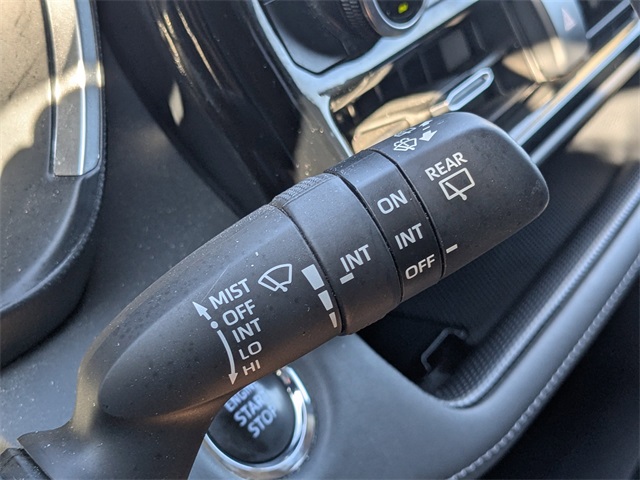 REAR
ON
INT
OFF
INT
MIST
OFF
INT
LO
HI
ENGINE
START
STOP